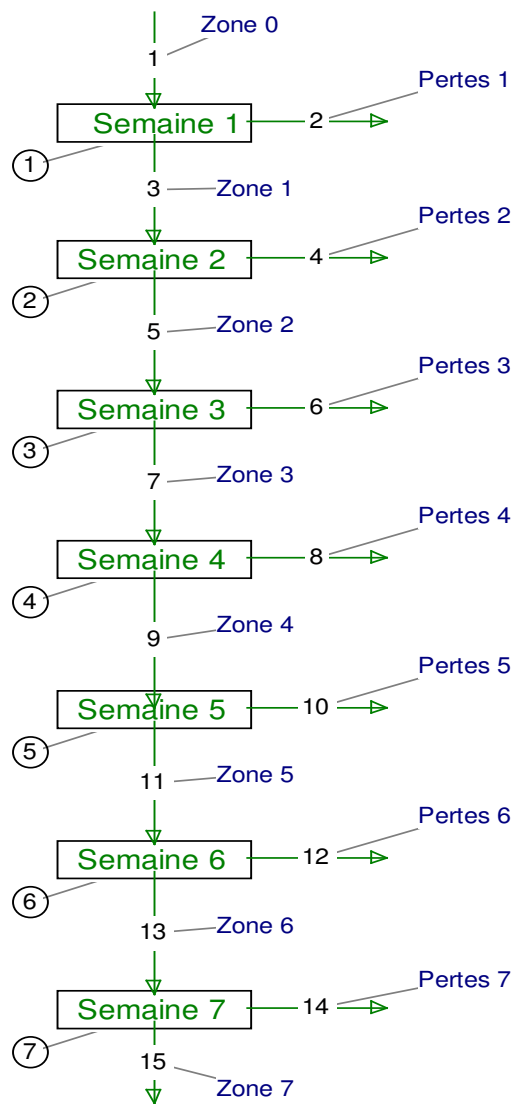 Zone 0
1
Pertes 1
Semaine 1
2
1
3
Zone 1
Pertes 2
Semaine 2
4
2
5
Zone 2
Pertes 3
Semaine 3
6
3
7
Zone 3
Pertes 4
Semaine 4
8
4
9
Zone 4
Pertes 5
Semaine 5
10
5
11
Zone 5
Pertes 6
Semaine 6
12
6
13
Zone 6
Pertes 7
Semaine 7
14
7
15
Zone 7